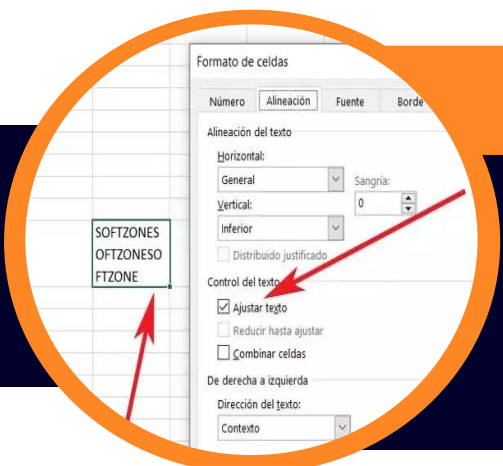 Formato de celdas
Número Alineación Fuente Borde
Alineación del texto
Horizontal:
General
Sangría:
Vertical:
0
Inferior
Distribuido justificado
Control del texto
Ajustar texto
Reducir hasta ajustar
Combinar celdas
De derecha a izquierda
Dirección del texto:
Contexto
SOFTZONES
OFTZONESO
FTZONE